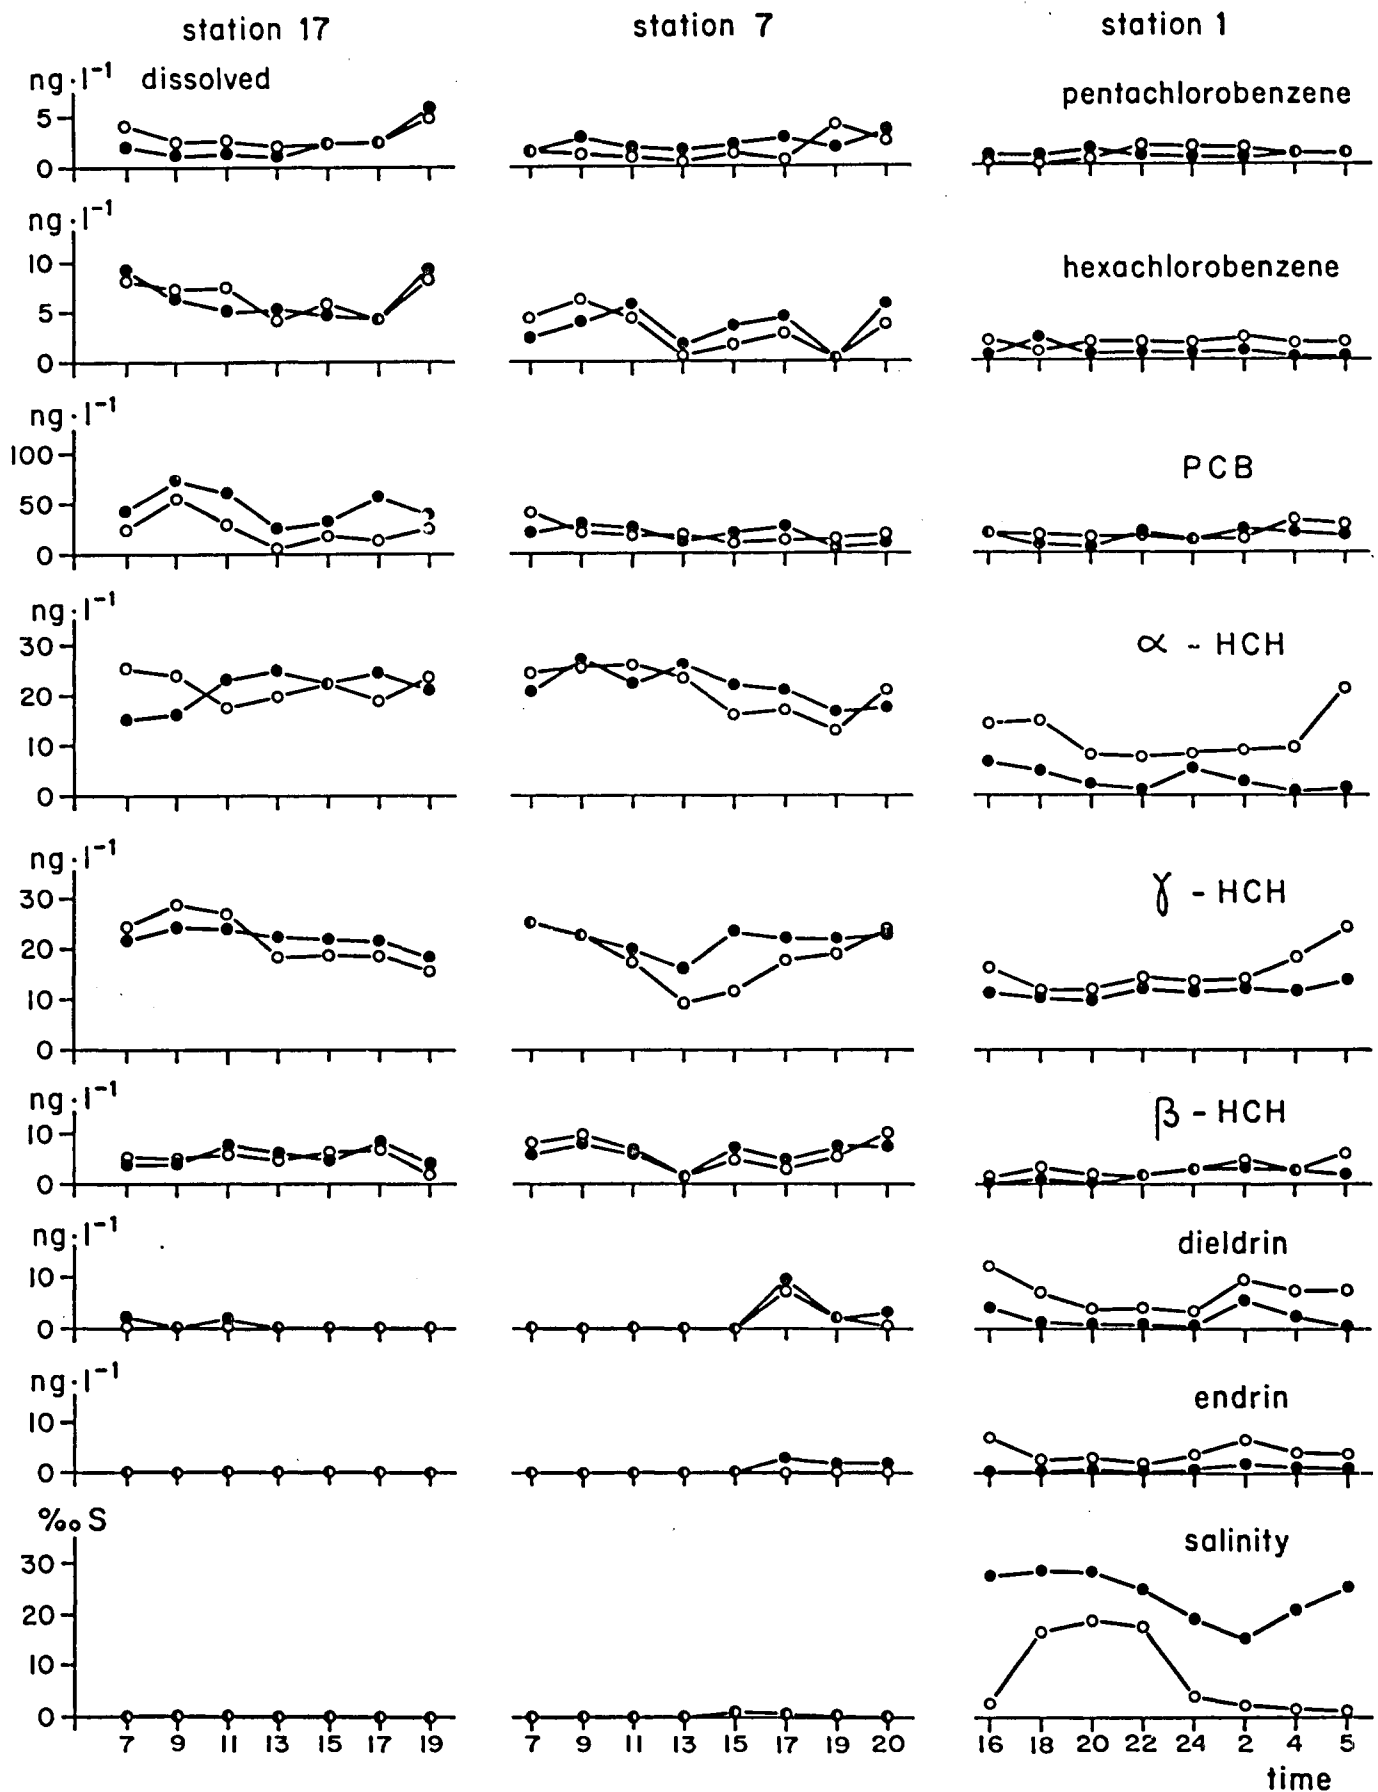 station 17 station 7 station 1
ng·l⁻¹ dissolved
pentachlorobenzene
5
0
ng·l⁻¹
hexachlorobenzene
10
5
0
ng·l⁻¹
PCB
100
50
0
ng·l⁻¹
α - HCH
30
20
10
0
ng·l⁻¹
γ - HCH
30
20
10
0
ng·l⁻¹
β - HCH
10
0
ng·l⁻¹
dieldrin
10
0
ng·l⁻¹
endrin
10
0
‰ S
salinity
30
20
10
0
7 9 11 13 15 17 19 7 9 11 13 15 17 19 20 16 18 20 22 24 2 4 5
time